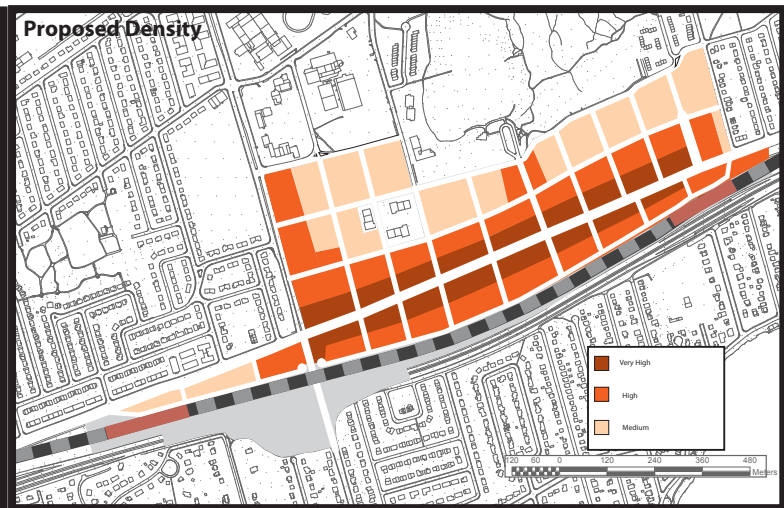 Proposed Density
Very High
High
Medium
120 60 0 120 240 360 480
Meters